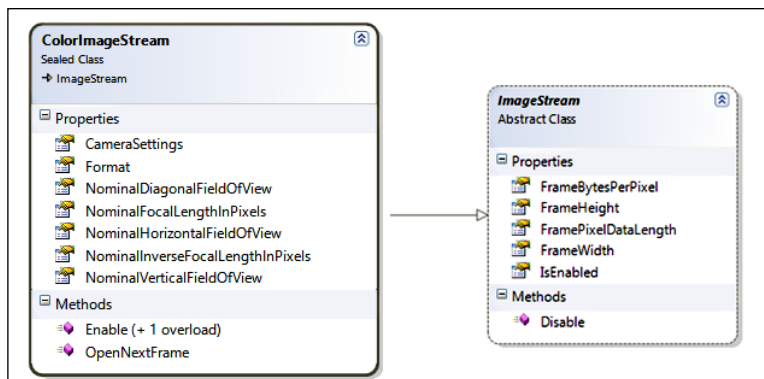 ColorImageStream
Sealed Class
ImageStream
Properties
CameraSettings
Format
NominalDiagonalFieldOfView
NominalFocalLengthInPixels
NominalHorizontalFieldOfView
NominalInverseFocalLengthInPixels
NominalVerticalFieldOfView
Methods
Enable (+ 1 overload)
OpenNextFrame
ImageStream
Abstract Class
Properties
FrameBytesPerPixel
FrameHeight
FramePixelDataLength
FrameWidth
IsEnabled
Methods
Disable